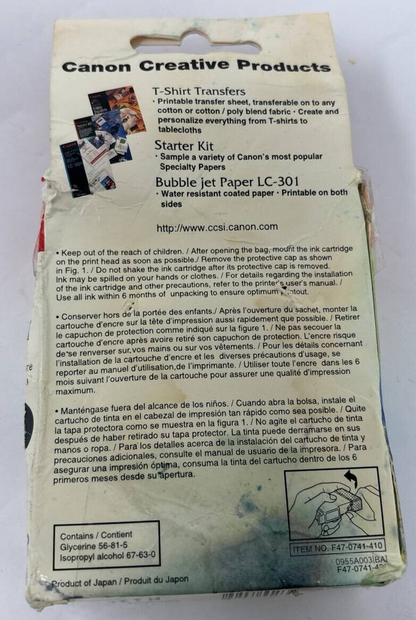 Canon Creative Products
T-Shirt Transfers
· Printable transfer sheet, transferable on to any
cotton or cotton / poly blend fabric · Create and
personalize everything from T-shirts to
tablecloths
Starter Kit
· Sample a variety of Canon's most popular
Specialty Papers
Bubble jet Paper LC-301
· Water resistant coated paper · Printable on both
sides
http://www.ccsi.canon.com
• Keep out of the reach of children. / After opening the bag, mount the ink cartridge
on the print head as soon as possible. / Remove the protective cap as shown
in Fig. 1. / Do not shake the ink cartridge after its protective cap is removed.
Ink may be spilled on your hands or clothes. / For details regarding the installation
of the ink cartridge and other precautions, refer to the printer's user's manual. /
Use all ink within 6 months of unpacking to ensure optimum
• Conserver hors de la portée des enfants./ Après l'ouverture du sachet, monter la
cartouche d'encre sur la tête d'impression aussi rapidement que possible. / Retirer
le capuchon de protection comme indiqué sur la figure 1. / Ne pas secouer la
cartouche d'encre après avoir retiré son capuchon de protection. L'encre risque
de se renverser sur vos mains ou sur vos vêtements. / Pour les détails concernant
l'installation de la cartouche d'encre et les diverses précautions d'usage, se
reporter au manuel d'utilisation de l'imprimante. / Utiliser toute l'encre dans les 6
mois suivant l'ouverture de la cartouche pour assurer une qualité d'impression
maximum.
• Manténgase fuera del alcance de los niños. / Cuando abra la bolsa, instale el
cartucho de tinta en el cabezal de impresión tan rápido como sea posible. / Quite
la tapa protectora como se muestra en la figura 1. / No agite el cartucho de tinta
después de haber retirado su tapa protector. La tinta puede derramarse en sus
manos o ropa. / Para los detalles acerca de la instalación del cartucho de tinta y
precauciones adicionales, consulte el manual de usuario de la impresora. / Para
asegurar una impresión óptima, consuma la tinta del cartucho dentro de los 6
primeros meses desde su apertura.
Contains / Contient
Glycerine 56-81-5
Isopropyl alcohol 67-63-0
ITEM NO. F47-0741-410
0955A003[BA]
F47-0741-
Product of Japan / Produit du Japon